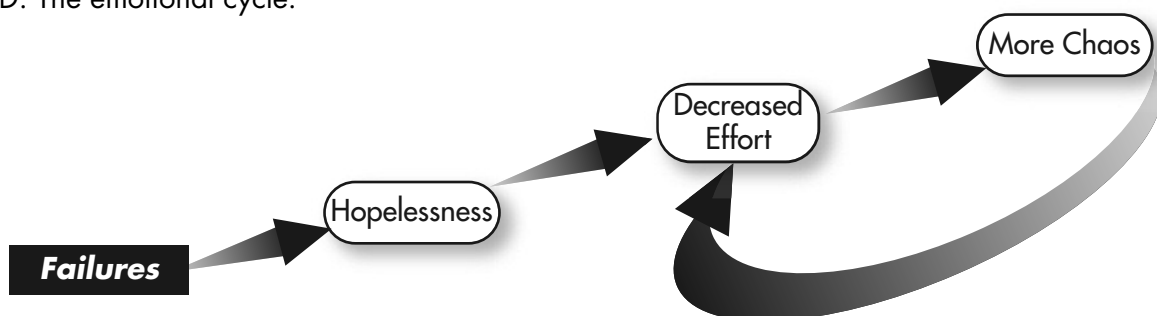 D. The emotional cycle.
More Chaos
Decreased
Effort
Hopelessness
Failures